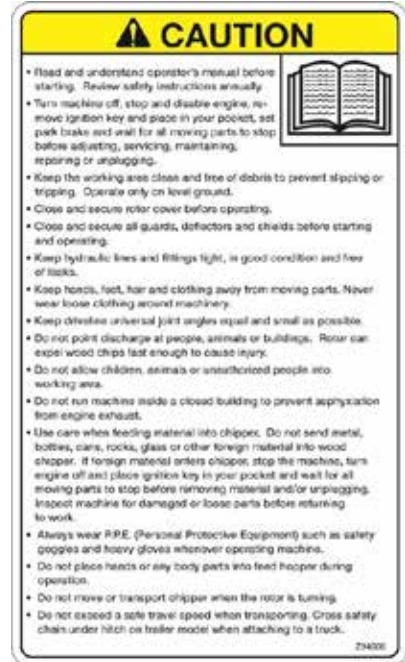 CAUTION
• Read and understand operator's manual before
starting. Review safety instructions annually.
• Turn machine off, stop and disable engine, re-
move ignition key and place in your pocket, set
park brake and wait for all moving parts to stop
before adjusting, servicing, maintaining,
repairing or unplugging.
• Keep the working area clean and free of debris to prevent slipping or
tripping. Operate only on level ground.
• Close and secure rotor cover before operating.
• Close and secure all guards, deflectors and shields before starting
and operating.
• Keep hydraulic lines and fittings tight, in good condition and free
of leaks.
• Keep hands, feet, hair and clothing away from moving parts. Never
wear loose clothing around machinery.
• Keep driveline universal joint angles equal and small as possible.
• Do not point discharge at people, animals or buildings. Rotor can
expel wood chips fast enough to cause injury.
• Do not allow children, animals or unauthorized people into
working area.
• Do not run machine inside a closed building to prevent asphyxiation
from engine exhaust.
• Use care when feeding material into chipper. Do not send metal,
bottles, cans, rocks, glass or other foreign material into wood
chipper. If foreign material enters chipper, stop the machine, turn
engine off and place ignition key in your pocket and wait for all
moving parts to stop before removing material and/or unplugging.
Inspect machine for damaged or loose parts before returning
to work.
• Always wear P.P.E. (Personal Protective Equipment) such as safety
goggles and heavy gloves whenever operating machine.
• Do not place hands or any body parts into feed hopper during
operation.
• Do not move or transport chipper when the rotor is turning.
• Do not exceed a safe travel speed when transporting. Cross safety
chain under hitch on trailer model when attaching to a truck.